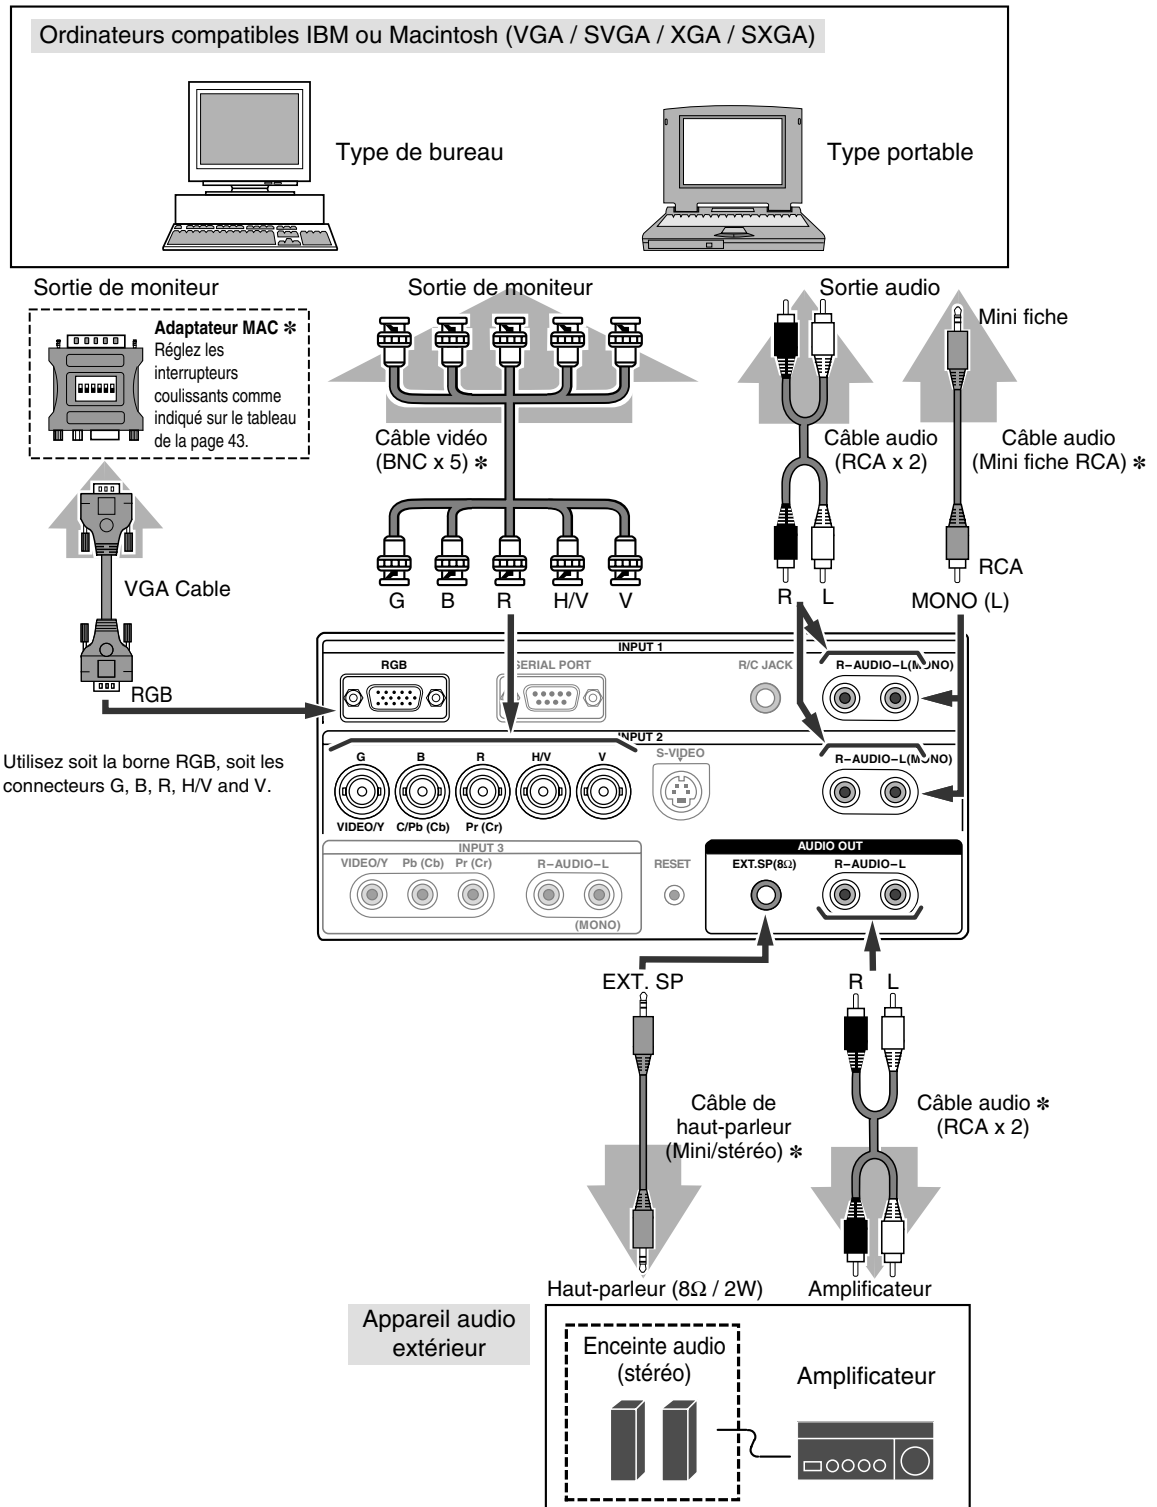 Ordinateurs compatibles IBM ou Macintosh (VGA / SVGA / XGA / SXGA)
Type de bureau
Type portable
Sortie de moniteur
Sortie de moniteur
Sortie audio
Adaptateur MAC ✻
Réglez les
interrupteurs
coulissants comme
indiqué sur le tableau
de la page 43.
Mini fiche
Câble vidéo
(BNC x 5) ✻
Câble audio
(RCA x 2)
Câble audio
(Mini fiche RCA) ✻
VGA Cable
RCA
G B R H/V V
R L
MONO (L)
RGB
Utilisez soit la borne RGB, soit les
connecteurs G, B, R, H/V and V.
INPUT 1
RGB
SERIAL PORT
R/C JACK
R–AUDIO–L(MONO)
INPUT 2
G B R H/V V
S-VIDEO
R–AUDIO–L(MONO)
VIDEO/Y C/Pb (Cb) Pr (Cr)
INPUT 3
VIDEO/Y Pb (Cb) Pr (Cr)
R–AUDIO–L
(MONO)
RESET
AUDIO OUT
EXT.SP(8Ω)
R–AUDIO–L
EXT. SP
R L
Câble de
haut-parleur
(Mini/stéréo) ✻
Câble audio ✻
(RCA x 2)
Haut-parleur (8Ω / 2W)
Amplificateur
Appareil audio
extérieur
Enceinte audio
(stéréo)
Amplificateur